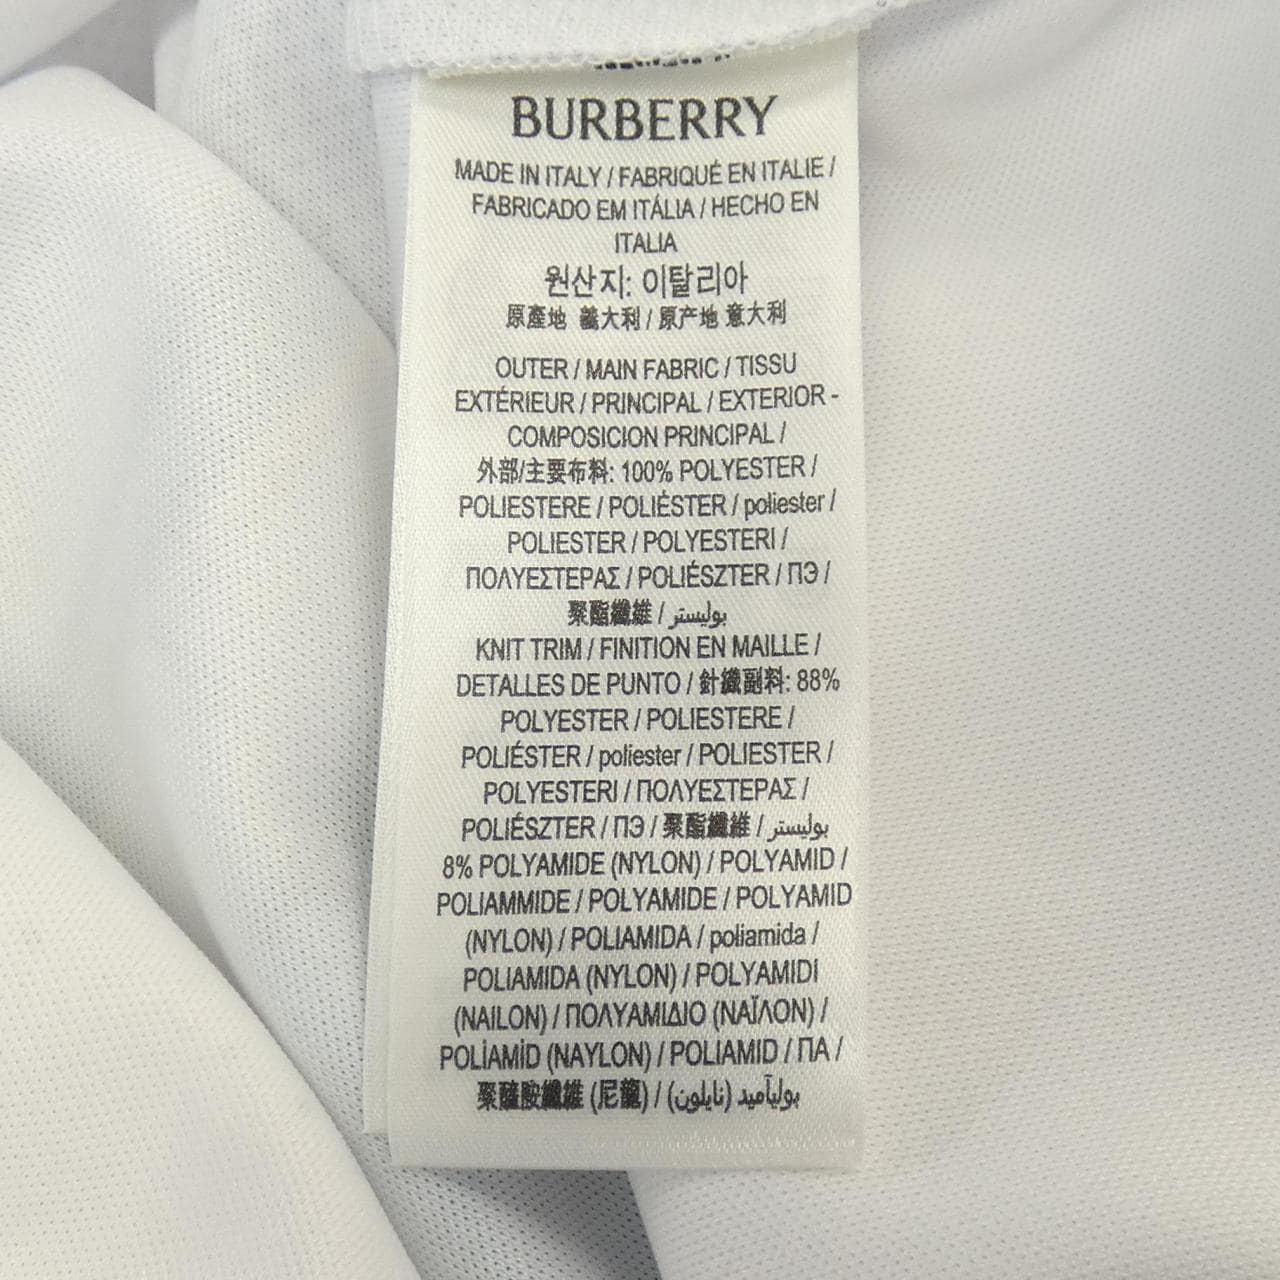 BURBERRY
MADE IN ITALY / FABRIQUÉ EN ITALIE /
FABRICADO EM ITÁLIA / HECHO EN
ITALIA
원산지: 이탈리아
原產地 義大利 / 原产地 意大利
OUTER / MAIN FABRIC / TISSU
EXTÉRIEUR / PRINCIPAL / EXTERIOR -
COMPOSICION PRINCIPAL /
外部/主要布料: 100% POLYESTER /
POLIESTERE / POLIÉSTER / poliester /
POLIESTER / POLYESTERI /
ΠΟΛΥΕΣΤΕΡΑΣ / POLIÉSZTER / ПЭ /
聚酯纖維 / بوليستر
KNIT TRIM / FINITION EN MAILLE /
DETALLES DE PUNTO / 針織副料: 88%
POLYESTER / POLIESTERE /
POLIÉSTER / poliester / POLIESTER /
POLYESTERI / ΠΟΛΥΕΣΤΕΡΑΣ /
POLIÉSZTER / ПЭ / 聚酯纖維 / بوليستر
8% POLYAMIDE (NYLON) / POLYAMID /
POLIAMMIDE / POLYAMIDE / POLYAMID
(NYLON) / POLIAMIDA / poliamida /
POLIAMIDA (NYLON) / POLYAMIDI
(NAILON) / ΠΟΛΥΑΜΙΔΙΟ (ΝΑΪΛΟΝ) /
POLİAMİD (NAYLON) / POLIAMID / ПА /
聚醯胺纖維 (尼龍) / بوليآميد (نايلون)